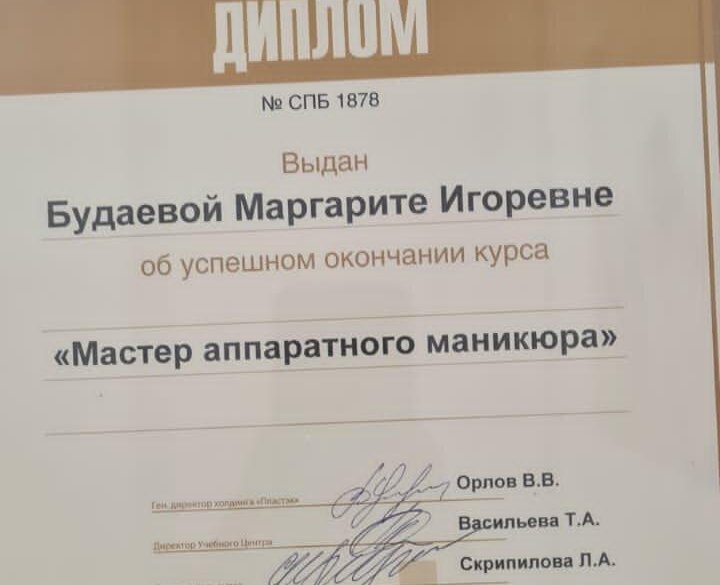 ДИПЛОМ
№ СПБ 1878
Выдан
Будаевой Маргарите Игоревне
об успешном окончании курса
«Мастер аппаратного маникюра»
Ген. директор холдинга «Пластэк» Орлов В.В.
Директор Учебного Центра Васильева Т.А.
Скрипилова Л.А.